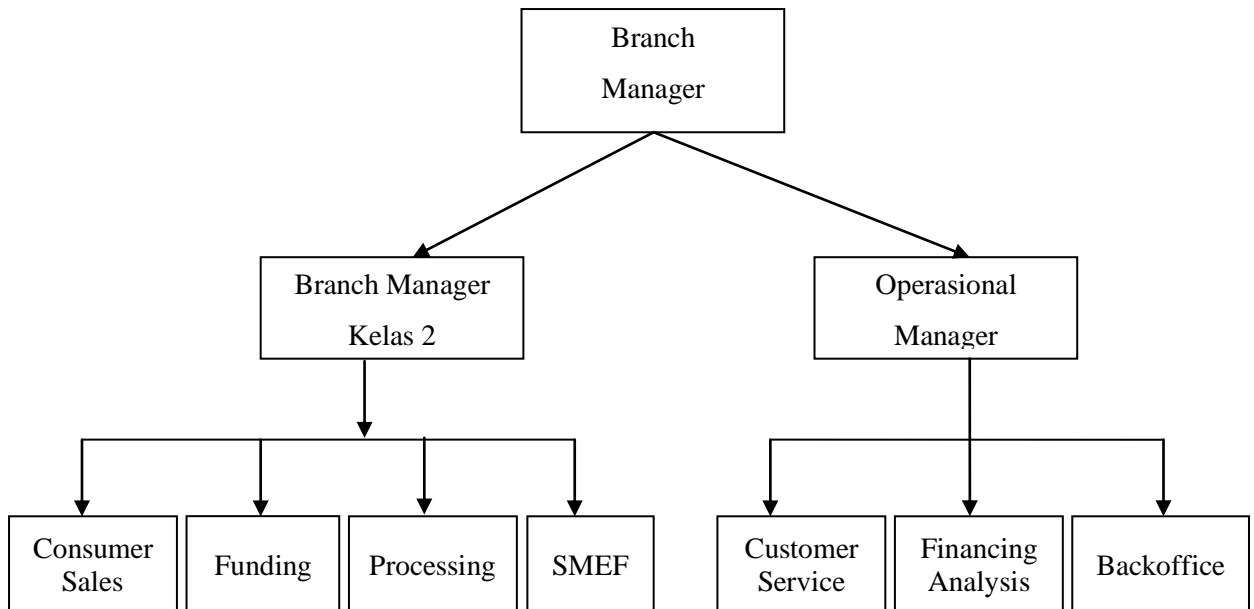 Branch
Manager
Branch Manager
Kelas 2
Operasional
Manager
Consumer
Sales
Funding
Processing
SMEF
Customer
Service
Financing
Analysis
Backoffice